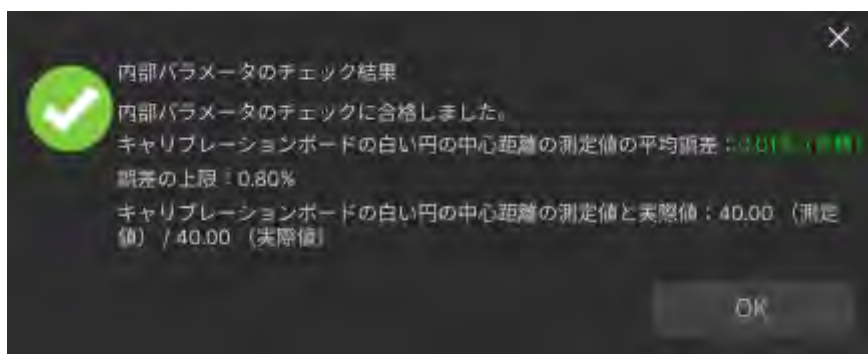 内部パラメータのチェック結果
内部パラメータのチェックに合格しました。
キャリブレーションボードの白い円の中心距離の測定値の平均誤差：
誤差の上限：0.80%
キャリブレーションボードの白い円の中心距離の測定値と実際値：40.00 （測定
値） / 40.00 （実際値）
OK